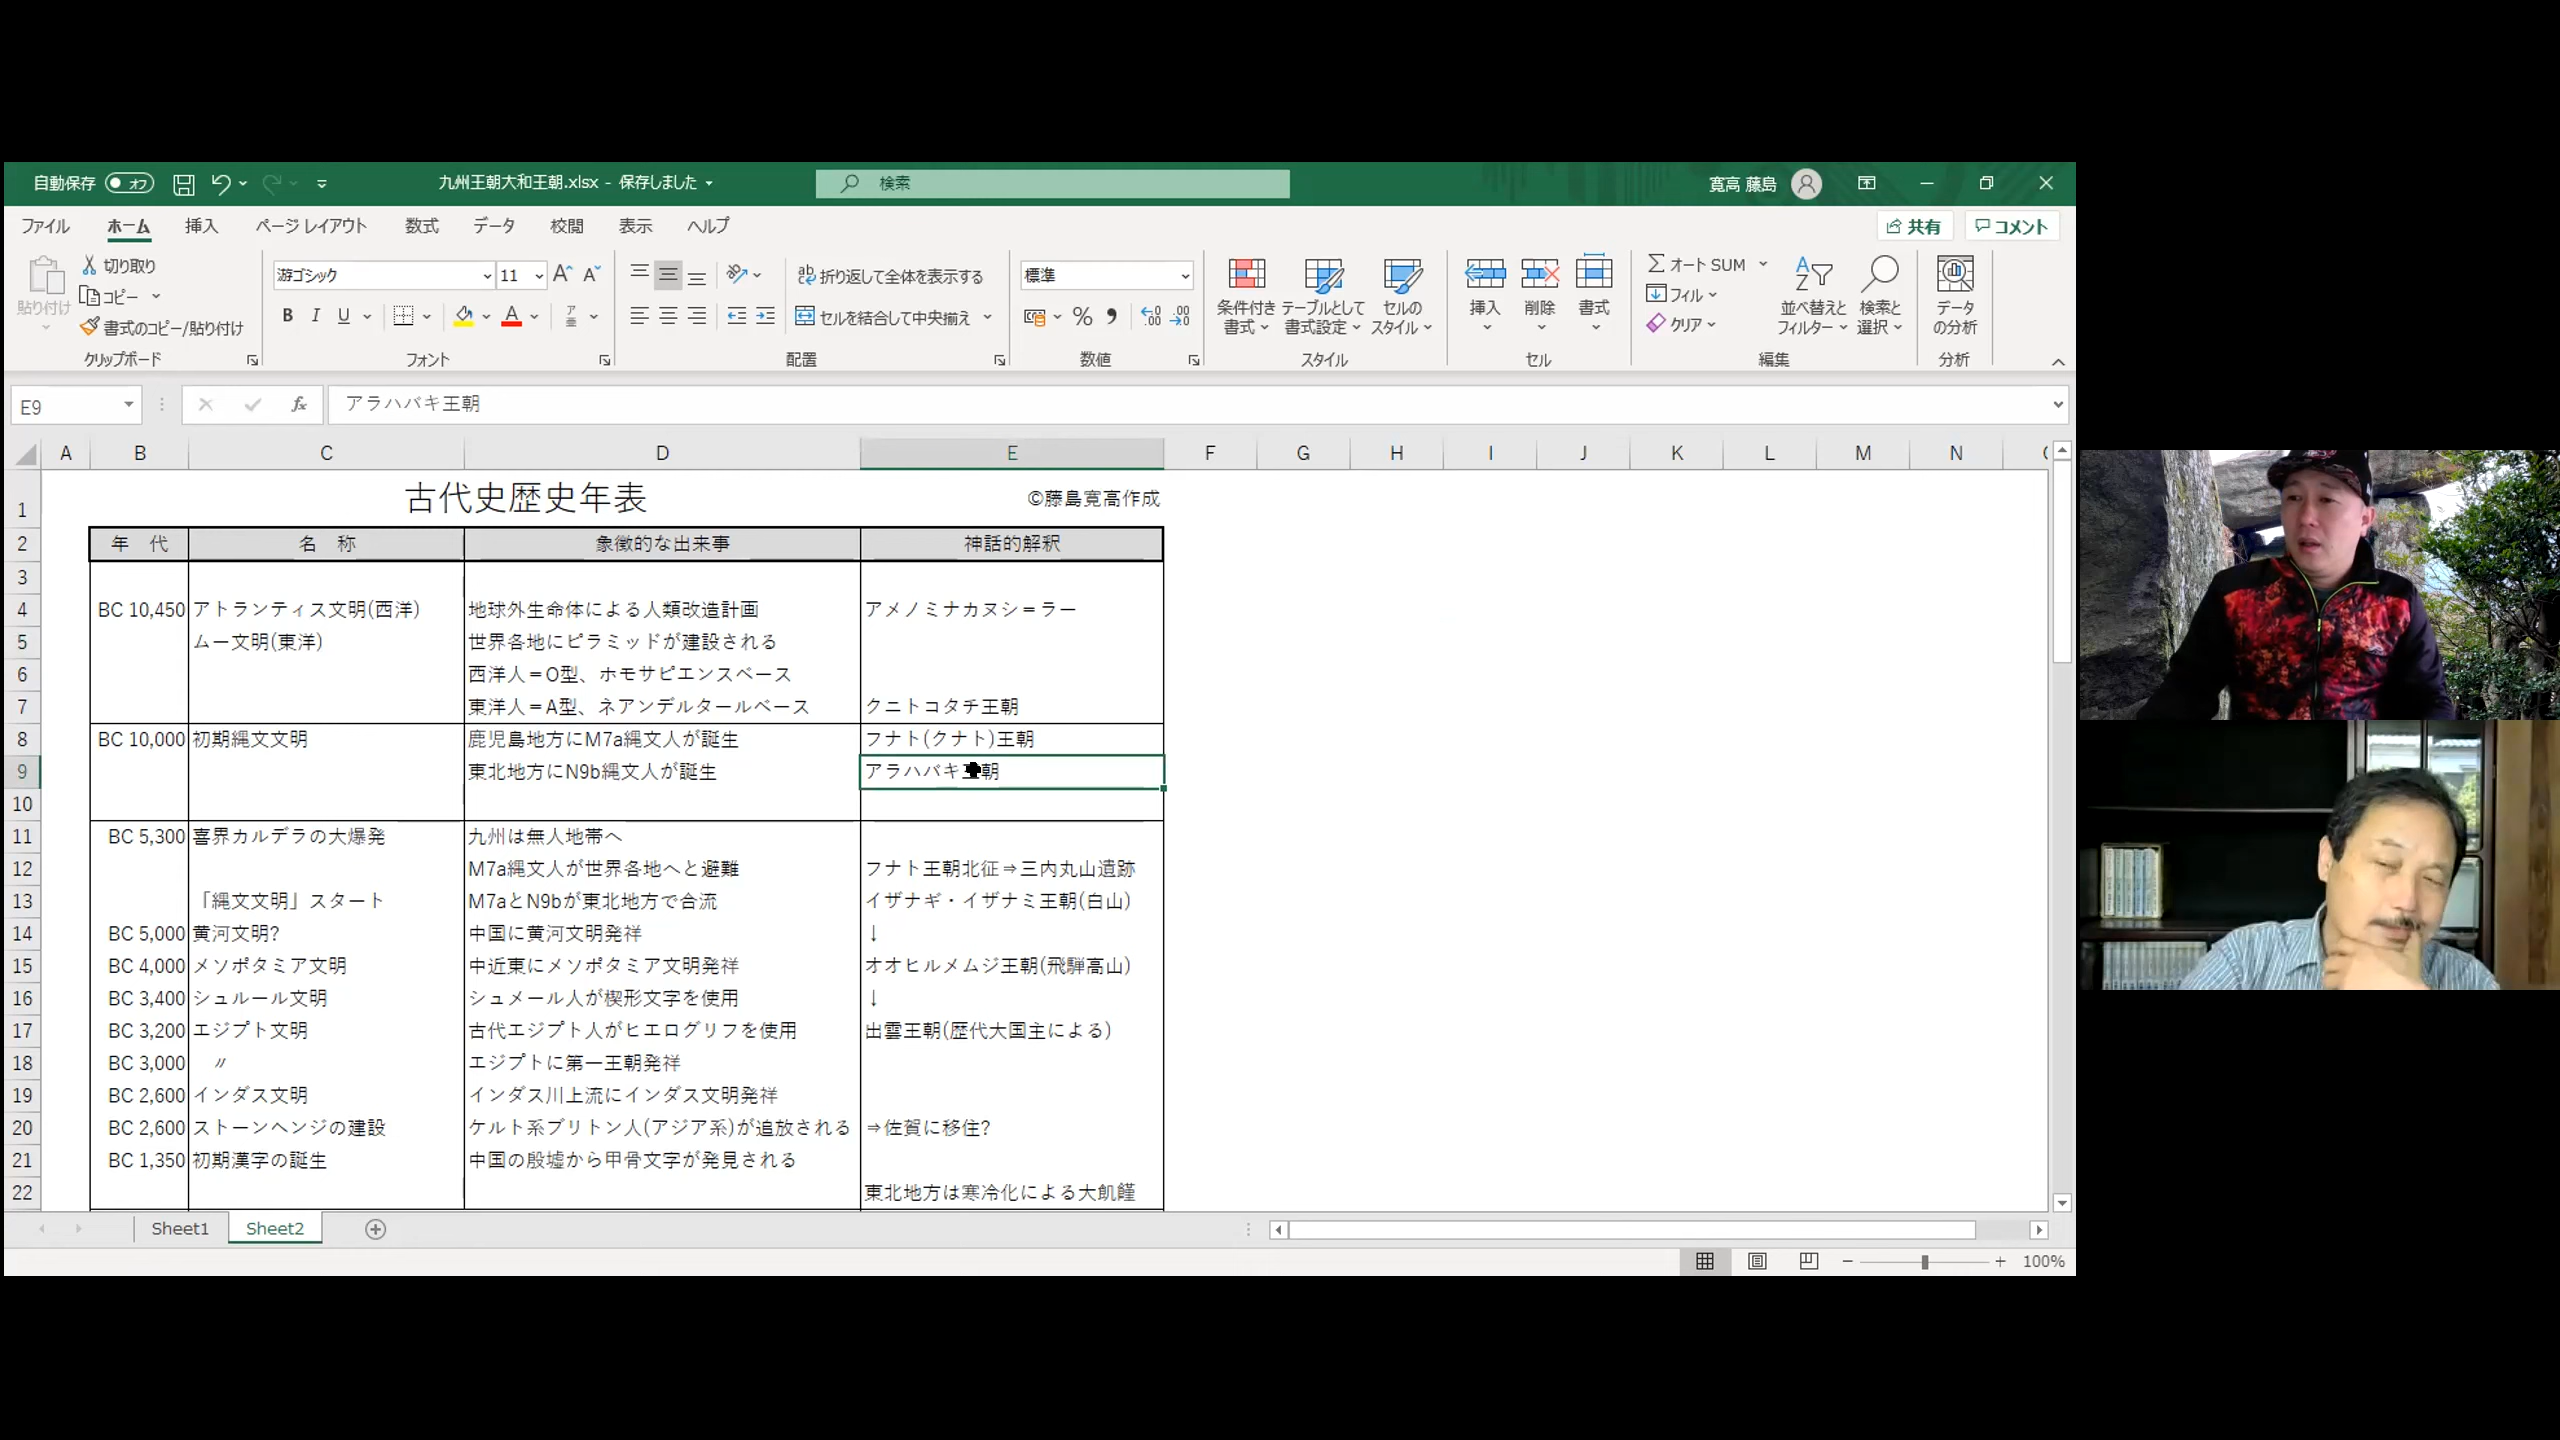 自動保存 オフ 九州王朝大和王朝.xlsx - 保存しました 検索 寛高 藤島
ファイル ホーム 挿入 ページ レイアウト 数式 データ 校閲 表示 ヘルプ 共有 コメント
貼り付け 切り取り コピー 書式のコピー/貼り付け クリップボード
游ゴシック 11 B I U フォント
折り返して全体を表示する セルを結合して中央揃え 配置
標準 % 数値
条件付き書式 テーブルとして書式設定 セルのスタイル スタイル
挿入 削除 書式 セル
オート SUM フィル クリア 並べ替えとフィルター 検索と選択 編集
データの分析 分析
E9 fx アラハバキ王朝
A B C D E F G H I J K L M N
1 古代史歴史年表 ©藤島寛高作成
2 年 代 名 称 象徴的な出来事 神話的解釈
3
4 BC 10,450 アトランティス文明(西洋) 地球外生命体による人類改造計画 アメノミナカヌシ＝ラー
5 ムー文明(東洋) 世界各地にピラミッドが建設される
6 西洋人＝O型、ホモサピエンスベース
7 東洋人＝A型、ネアンデルタールベース クニトコタチ王朝
8 BC 10,000 初期縄文文明 鹿児島地方にM7a縄文人が誕生 フナト(クナト)王朝
9 東北地方にN9b縄文人が誕生 アラハバキ王朝
10
11 BC 5,300 喜界カルデラの大爆発 九州は無人地帯へ
12 M7a縄文人が世界各地へと避難 フナト王朝北征⇒三内丸山遺跡
13 「縄文文明」スタート M7aとN9bが東北地方で合流 イザナギ・イザナミ王朝(白山)
14 BC 5,000 黄河文明? 中国に黄河文明発祥 ↓
15 BC 4,000 メソポタミア文明 中近東にメソポタミア文明発祥 オオヒルメムジ王朝(飛騨高山)
16 BC 3,400 シュルール文明 シュメール人が楔形文字を使用 ↓
17 BC 3,200 エジプト文明 古代エジプト人がヒエログリフを使用 出雲王朝(歴代大国主による)
18 BC 3,000 〃 エジプトに第一王朝発祥
19 BC 2,600 インダス文明 インダス川上流にインダス文明発祥
20 BC 2,600 ストーンヘンジの建設 ケルト系ブリトン人(アジア系)が追放される ⇒佐賀に移住?
21 BC 1,350 初期漢字の誕生 中国の殷墟から甲骨文字が発見される
22 東北地方は寒冷化による大飢饉
Sheet1 Sheet2
100%